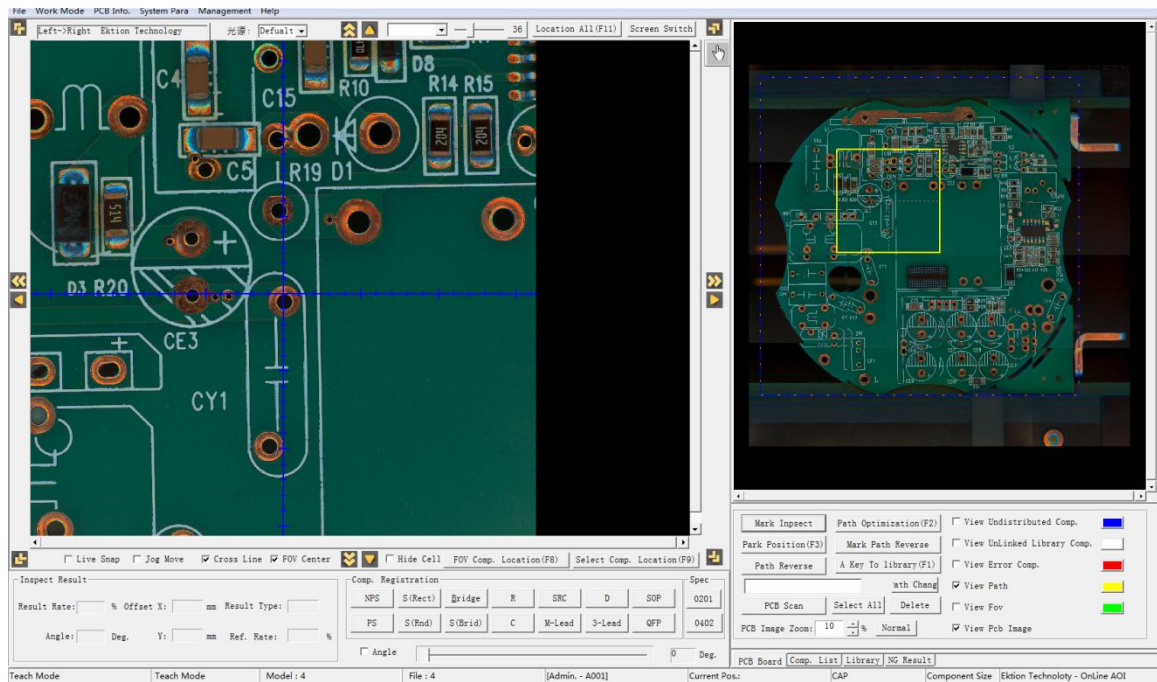 File Work Mode PCB Info. System Para Management Help
Left->Right Ektion Technology 光源: Defualt 36 Location All(F11) Screen Switch
C4
C15
R10
D8
R14 R15
204 204
C5 R19 D1
514
D3 R20
CE3
CY1
Live Snap Jog Move Cross Line FOV Center Hide Cell FOV Comp. Location(F8) Select Comp. Location(F9)
Inspect Result
Result Rate: % Offset X: mm Result Type:
Angle: Deg. Y: mm Ref. Rate: %
Comp. Registration
NPS S(Rect) Bridge R SRC D SOP
PS S(Rnd) S(Brid) C M-Lead 3-Lead QFP
Angle 0 Deg.
Spec
0201
0402
Mark Inpsect Path Optimization(F2)
Park Position(F3) Mark Path Reverse
Path Reverse A Key To library(F1)
ath Chang
PCB Scan Select All Delete
PCB Image Zoom: 10 % Normal
View Undistributed Comp.
View UnLinked Library Comp.
View Error Comp.
View Path
View Fov
View Pcb Image
PCB Board Comp. List Library NG Result
Teach Mode Teach Mode Model : 4 File : 4 [Admin. - A001] Current Pos.: CAP Component Size Ektion Technoloty - OnLine AOI